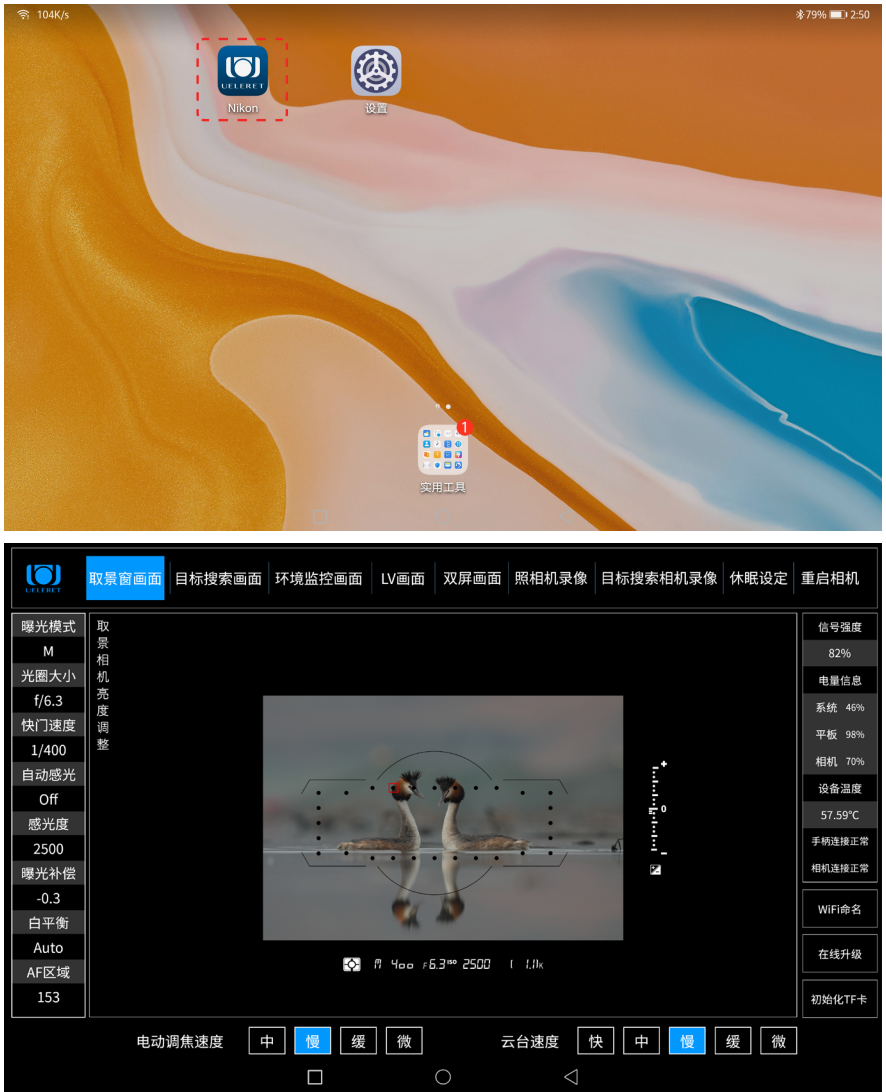 104K/s
79% 2:50
UELERET
Nikon
设置
1
实用工具
UELERET
取景窗画面 目标搜索画面 环境监控画面 LV画面 双屏画面 照相机录像 目标搜索相机录像 休眠设定 重启相机
曝光模式
M
光圈大小
f/6.3
快门速度
1/400
自动感光
Off
感光度
2500
曝光补偿
-0.3
白平衡
Auto
AF区域
153
取景相机亮度调整
+
0
−
M 400 F6.3 ISO 2500 [ 1.1]K
信号强度
82%
电量信息
系统 46%
平板 98%
相机 70%
设备温度
57.59°C
手柄连接正常
相机连接正常
WiFi命名
在线升级
初始化TF卡
电动调焦速度 中 慢 缓 微
云台速度 快 中 慢 缓 微